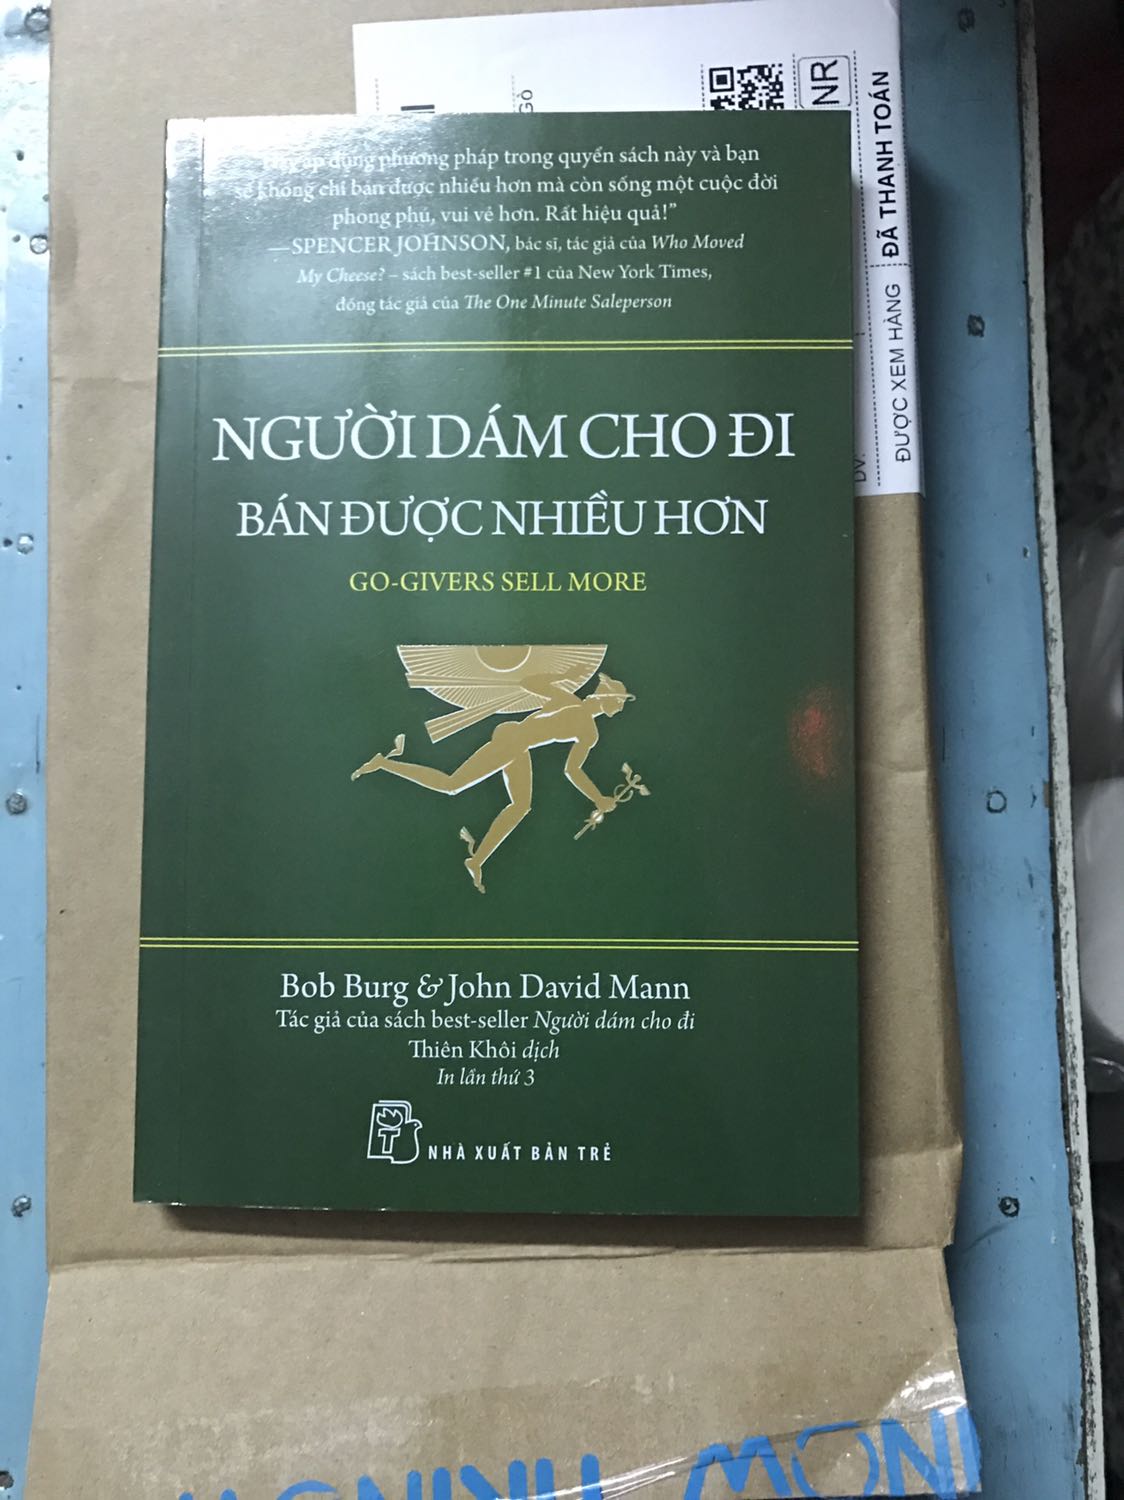 NR
ĐÃ THANH TOÁN
ĐƯỢC XEM HÀNG
áp dụng phương pháp trong quyển sách này và bạn
sẽ không chỉ bán được nhiều hơn mà còn sống một cuộc đời
phong phú, vui vẻ hơn. Rất hiệu quả!”
—SPENCER JOHNSON, bác sĩ, tác giả của Who Moved
My Cheese? – sách best-seller #1 của New York Times,
đồng tác giả của The One Minute Saleperson
NGƯỜI DÁM CHO ĐI
BÁN ĐƯỢC NHIỀU HƠN
GO-GIVERS SELL MORE
Bob Burg & John David Mann
Tác giả của sách best-seller Người dám cho đi
Thiên Khôi dịch
In lần thứ 3
NHÀ XUẤT BẢN TRẺ